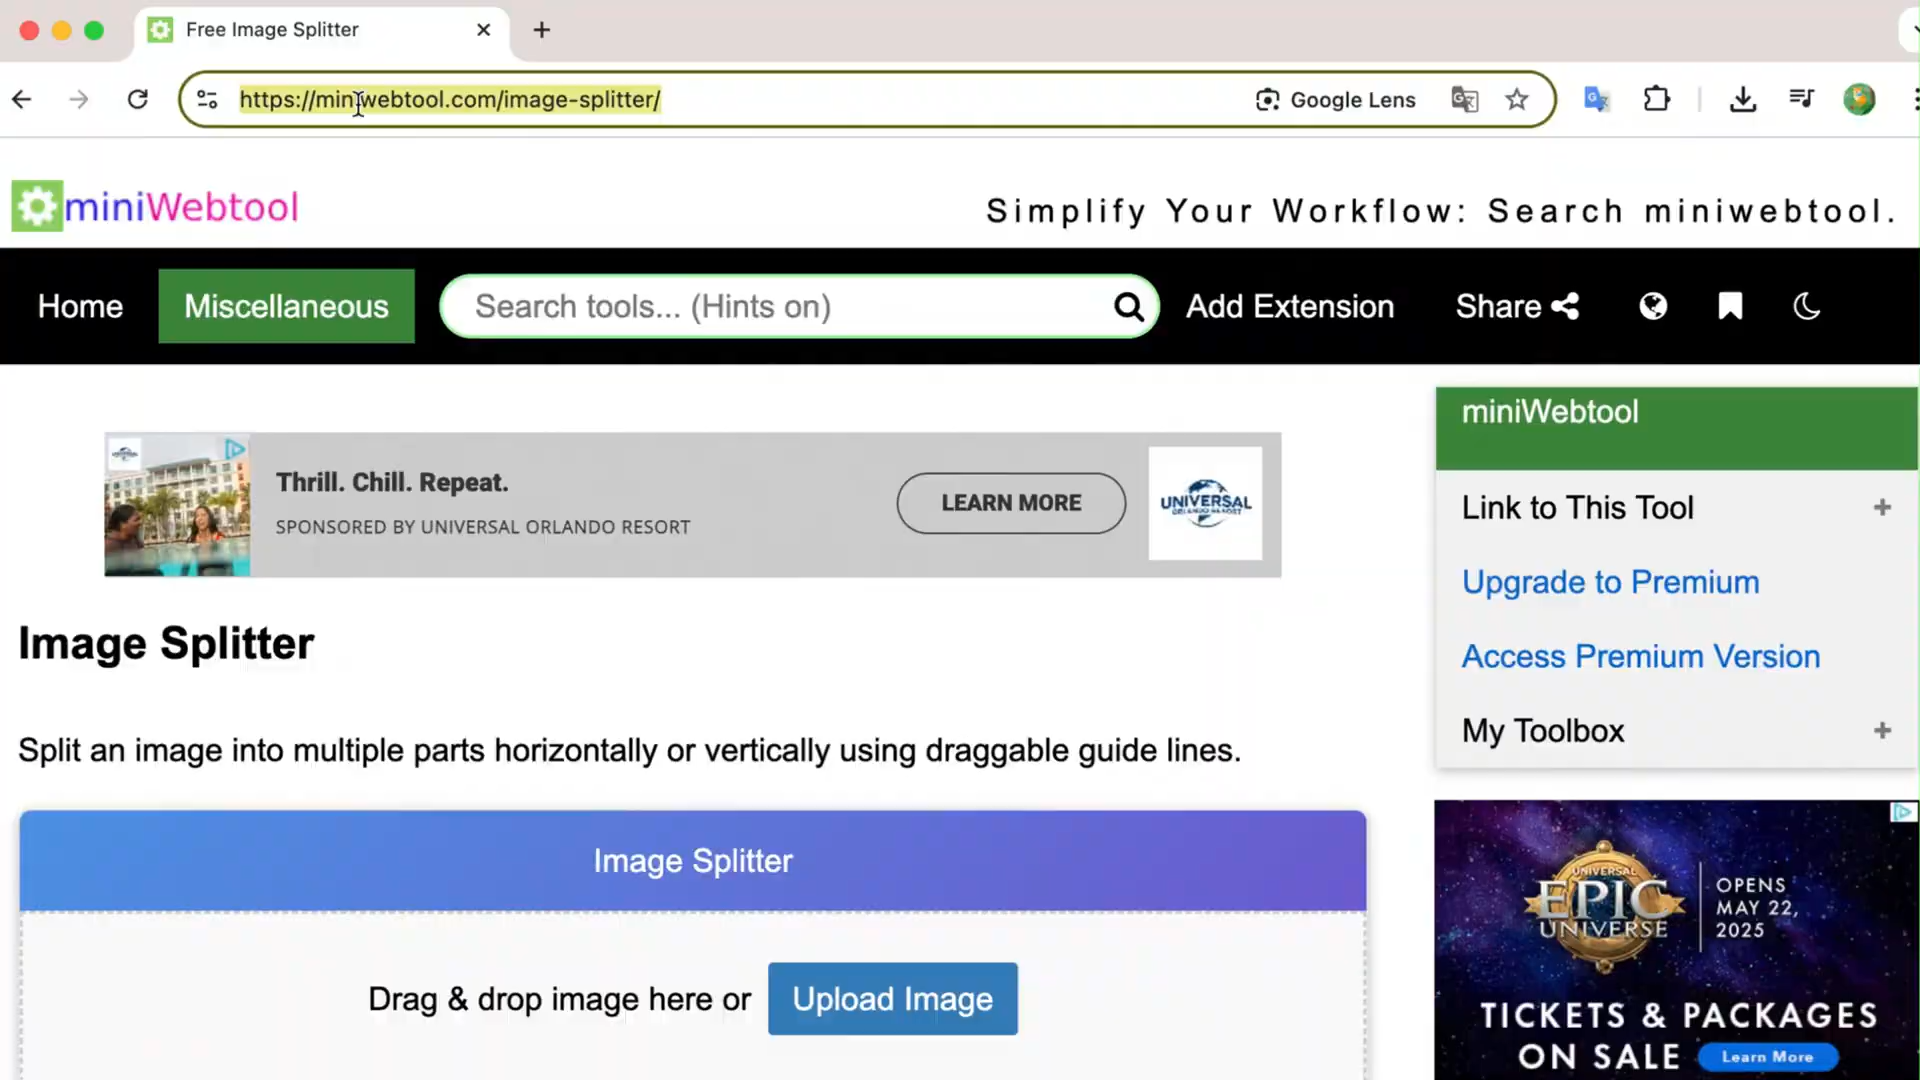 Free Image Splitter
https://miniwebtool.com/image-splitter/
Google Lens
miniWebtool
Simplify Your Workflow: Search miniwebtool.
Home
Miscellaneous
Search tools... (Hints on)
Add Extension
Share
Thrill. Chill. Repeat.
SPONSORED BY UNIVERSAL ORLANDO RESORT
LEARN MORE
UNIVERSAL
ORLANDO RESORT
miniWebtool
Link to This Tool
Upgrade to Premium
Access Premium Version
My Toolbox
Image Splitter
Split an image into multiple parts horizontally or vertically using draggable guide lines.
Image Splitter
Drag & drop image here or
Upload Image
UNIVERSAL
EPIC
UNIVERSE
OPENS
MAY 22,
2025
TICKETS & PACKAGES
ON SALE
Learn More